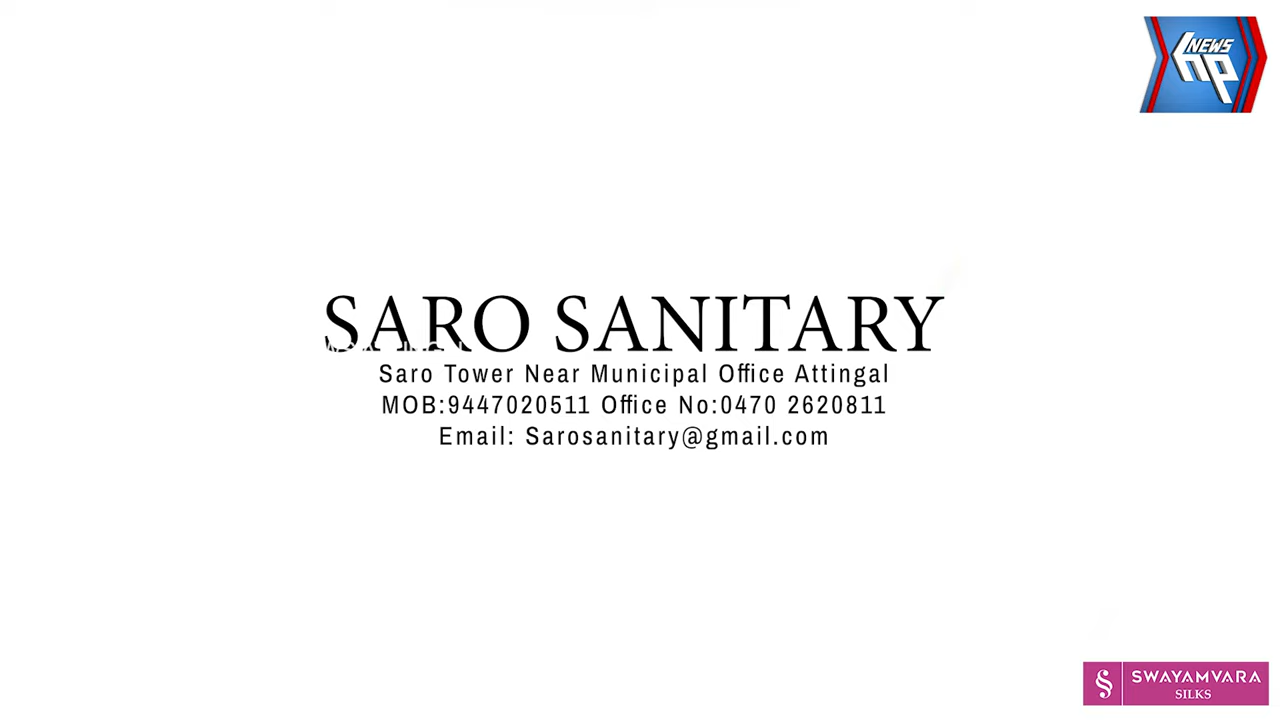 NEWS
hp
SARO SANITARY
Saro Tower Near Municipal Office Attingal
MOB:9447020511 Office No:0470 2620811
Email: Sarosanitary@gmail.com
SWAYAMVARA
SILKS